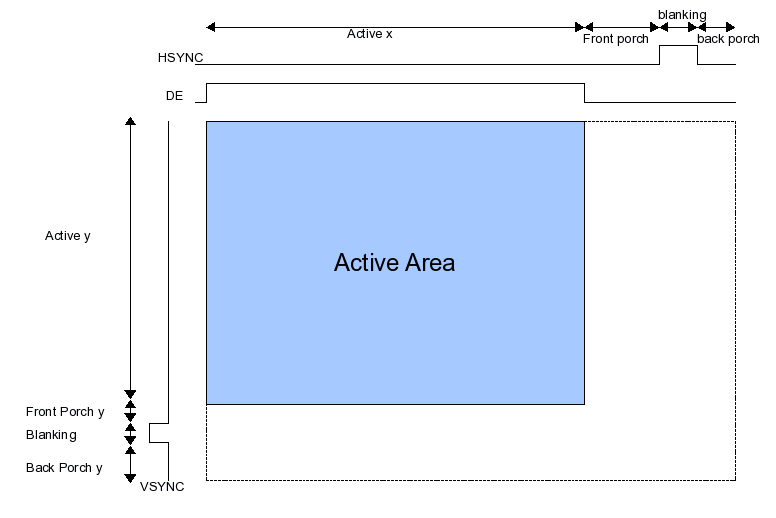 blanking
Active x
Front porch
back porch
HSYNC
DE
Active y
Active Area
Front Porch y
Blanking
Back Porch y
VSYNC